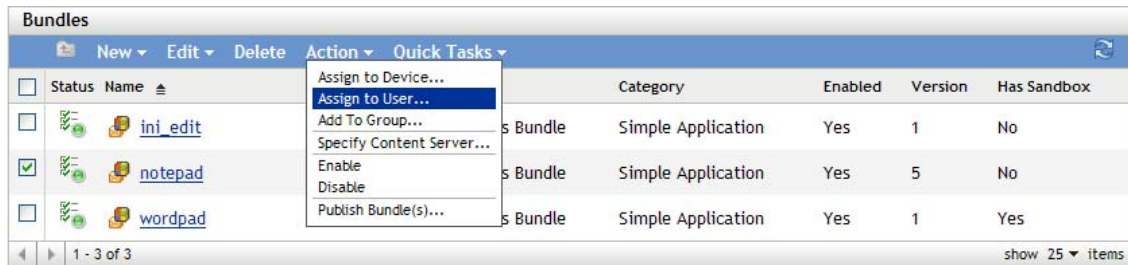 Bundles
New Edit Delete Action Quick Tasks
Status Name Category Enabled Version Has Sandbox
Assign to Device...
Assign to User...
Add To Group...
Specify Content Server...
Enable
Disable
Publish Bundle(s)...
ini_edit s Bundle Simple Application Yes 1 No
notepad s Bundle Simple Application Yes 5 No
wordpad s Bundle Simple Application Yes 1 Yes
1 - 3 of 3 show 25 items